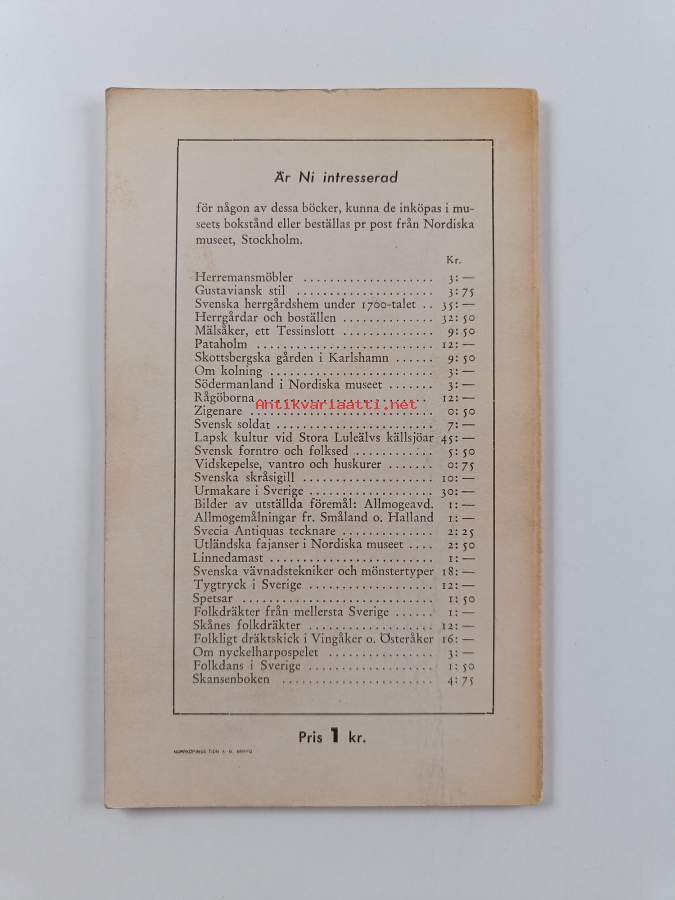 Är Ni intresserad
för någon av dessa böcker, kunna de inköpas i mu-
seets bokstånd eller beställas pr post från Nordiska
museet, Stockholm.
Kr.
Herremansmöbler .................... 3: —
Gustaviansk stil .................... 3: 75
Svenska herrgårdshem under 1700-talet .. 35: —
Herrgårdar och boställen .............. 32: 50
Mälsåker, ett Tessinslott .............. 9: 50
Pataholm .......................... 12: —
Skottsbergska gården i Karlshamn ...... 9: 50
Om kolning ........................ 3: —
Södermanland i Nordiska museet ....... 3: —
Rågöborna ......................... 12: —
Antikvariaatti.net
Zigenare .......................... 0: 50
Svensk soldat ....................... 7: —
Lapsk kultur vid Stora Luleälvs källsjöar 45: —
Svensk forntro och folksed ............ 5: 50
Vidskepelse, vantro och huskurer ....... 0: 75
Svenska skråsigill .................... 10: —
Urmakare i Sverige .................. 30: —
Bilder av utställda föremål: Allmogeavd. 1: —
Allmogemålningar fr. Småland o. Halland 1: —
Svecia Antiquas tecknare .............. 2: 25
Utländska fajanser i Nordiska museet .... 2: 50
Linnedamast ........................ 1: —
Svenska vävnadstekniker och mönstertyper 18: —
Tygtryck i Sverige ................... 12: —
Spetsar ............................ 1: 50
Folkdräkter från mellersta Sverige ...... 1: —
Skånes folkdräkter ................... 12: —
Folkligt dräktskick i Vingåker o. Österåker 16: —
Om nyckelharpospelet ................ 3: —
Folkdans i Sverige ................... 1: 50
Skansenboken ...................... 4: 75
Pris 1 kr.